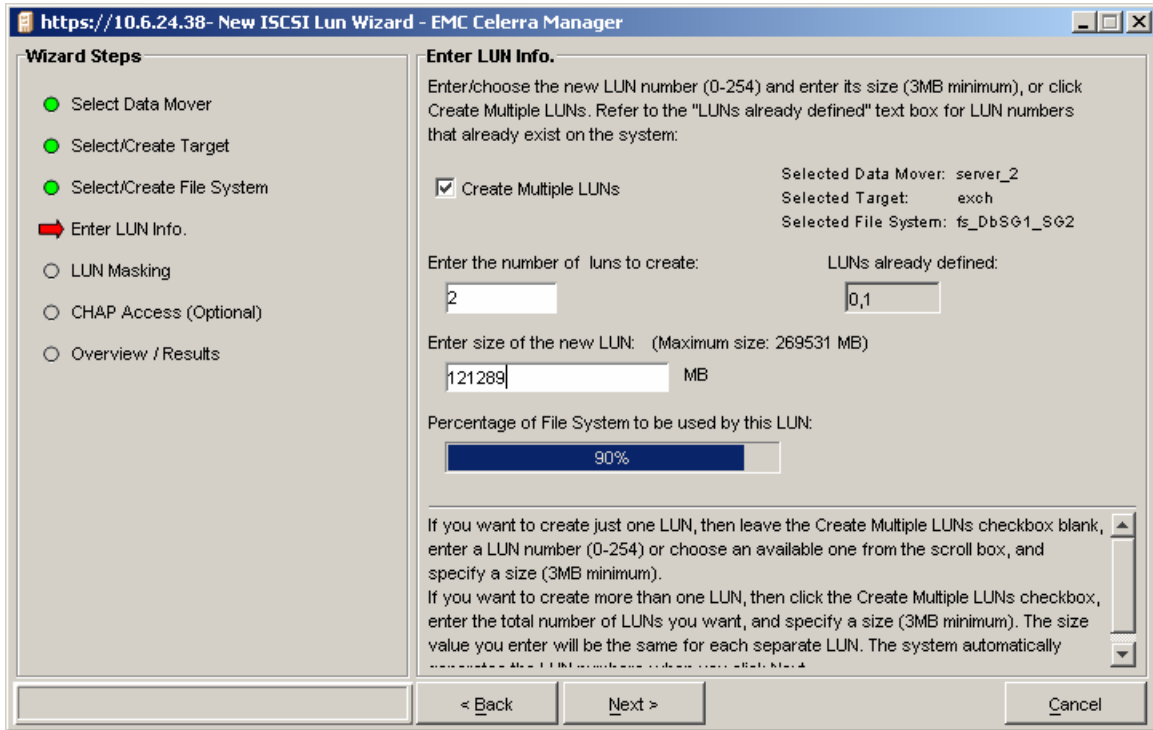 https://10.6.24.38- New ISCSI Lun Wizard - EMC Celerra Manager
Wizard Steps
Select Data Mover
Select/Create Target
Select/Create File System
Enter LUN Info.
LUN Masking
CHAP Access (Optional)
Overview / Results
Enter LUN Info.
Enter/choose the new LUN number (0-254) and enter its size (3MB minimum), or click
Create Multiple LUNs. Refer to the "LUNs already defined" text box for LUN numbers
that already exist on the system:
Create Multiple LUNs
Selected Data Mover: server_2
Selected Target: exch
Selected File System: fs_DbSG1_SG2
Enter the number of luns to create:
LUNs already defined:
2
0,1
Enter size of the new LUN: (Maximum size: 269531 MB)
121289 MB
Percentage of File System to be used by this LUN:
90%
If you want to create just one LUN, then leave the Create Multiple LUNs checkbox blank,
enter a LUN number (0-254) or choose an available one from the scroll box, and
specify a size (3MB minimum).
If you want to create more than one LUN, then click the Create Multiple LUNs checkbox,
enter the total number of LUNs you want, and specify a size (3MB minimum). The size
value you enter will be the same for each separate LUN. The system automatically
< Back
Next >
Cancel